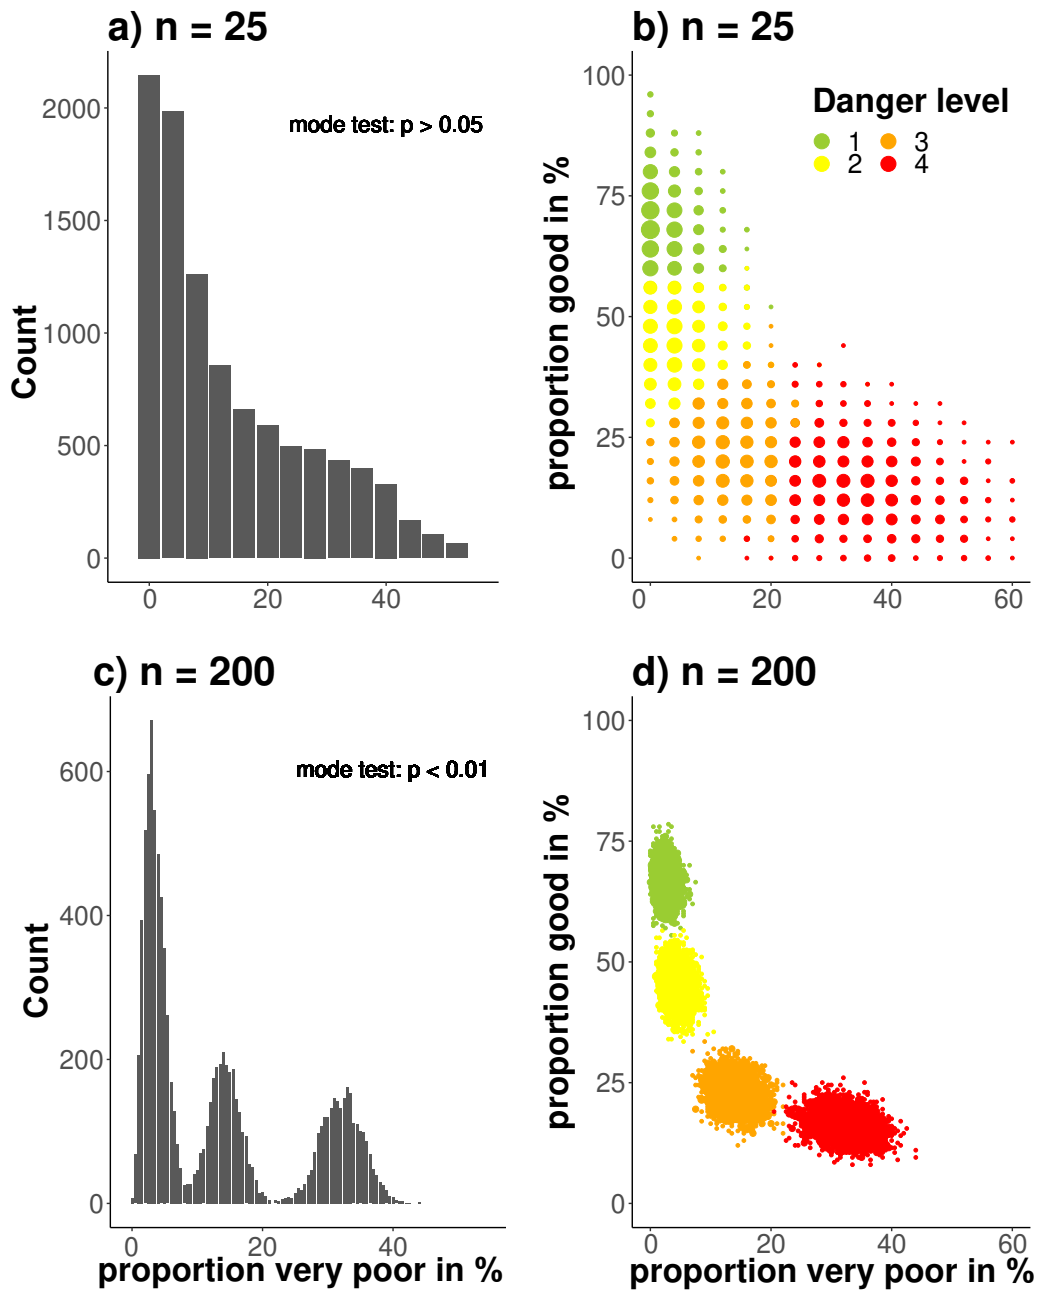 a) n = 25
2000
1500
1000
500
0
0 20 40
Count
mode test: p > 0.05
b) n = 25
100
75
50
25
0
0 20 40 60
proportion good in %
Danger level
1 3
2 4
c) n = 200
600
400
200
0
0 20 40
Count
mode test: p < 0.01
proportion very poor in %
d) n = 200
100
75
50
25
0
0 20 40 60
proportion good in %
proportion very poor in %